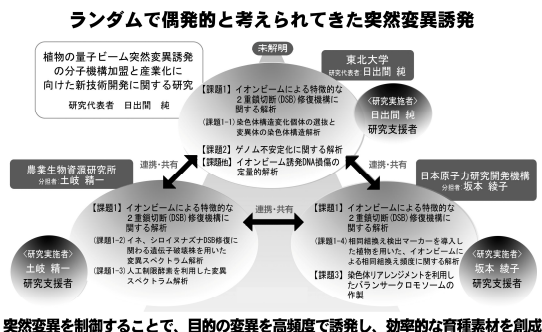 ランダムで偶発的と考えられてきた突然変異誘発
植物の量子ビーム突然変異誘発
の分子機構加盟と産業化に
向けた新技術開発に関する研究
研究代表者 日出間 純
未解明
東北大学
研究代表者 日出間 純
〈研究実施者〉
日出間 純
研究支援者
【課題1】イオンビームによる特徴的な
2重鎖切断(DSB)修復機構に
関する解析
(課題1-1)染色体構造変化個体の選抜と
変異体の染色体構造解析
【課題2】ゲノム不安定化に関する解析
【課題他】イオンビーム誘発DNA損傷の
定量的解析
連携・共有
連携・共有
農業生物資源研究所
分担者 土岐 精一
日本原子力研究開発機構
分担者 坂本 綾子
連携・共有
【課題1】イオンビームによる特徴的な
2重鎖切断(DSB)修復機構に
関する解析
(課題1-2)イネ、シロイヌナズナDSB修復に
関わる遺伝子破壊株を用いた
変異スペクトラム解析
(課題1-3)人工制限酵素を利用した変異
スペクトラム解析
〈研究実施者〉
土岐 精一
研究支援者
【課題1】イオンビームによる特徴的な
2重鎖切断(DSB)修復機構に
関する解析
(課題1-4)相同組換え検出マーカーを導入し
た植物を用いた、イオンビームに
よる相同組換え頻度に関する解析
【課題3】染色体リアレンジメントを利用し
たバランサークロモソームの
作製
〈研究実施者〉
坂本 綾子
研究支援者
突然変異を制御することで、目的の変異を高頻度で誘発し、効率的な育種素材を創成